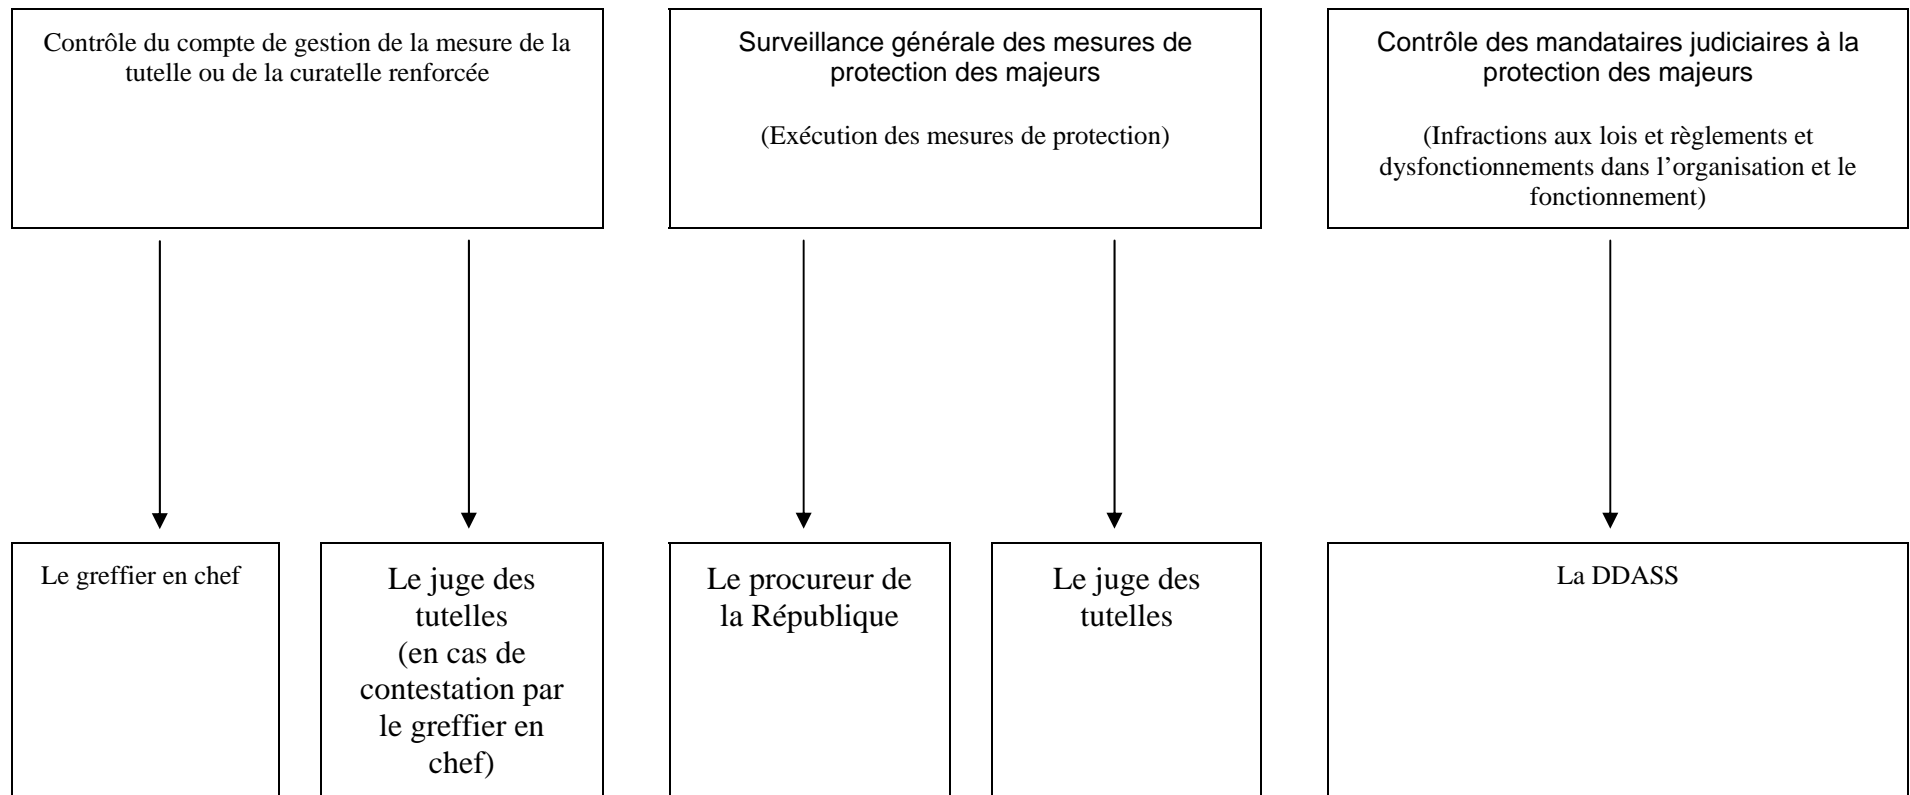 Contrôle du compte de gestion de la mesure de la
tutelle ou de la curatelle renforcée
Surveillance générale des mesures de
protection des majeurs
(Exécution des mesures de protection)
Contrôle des mandataires judiciaires à la
protection des majeurs
(Infractions aux lois et règlements et
dysfonctionnements dans l’organisation et le
fonctionnement)
Le greffier en chef
Le juge des
tutelles
(en cas de
contestation par
le greffier en
chef)
Le procureur de
la République
Le juge des
tutelles
La DDASS